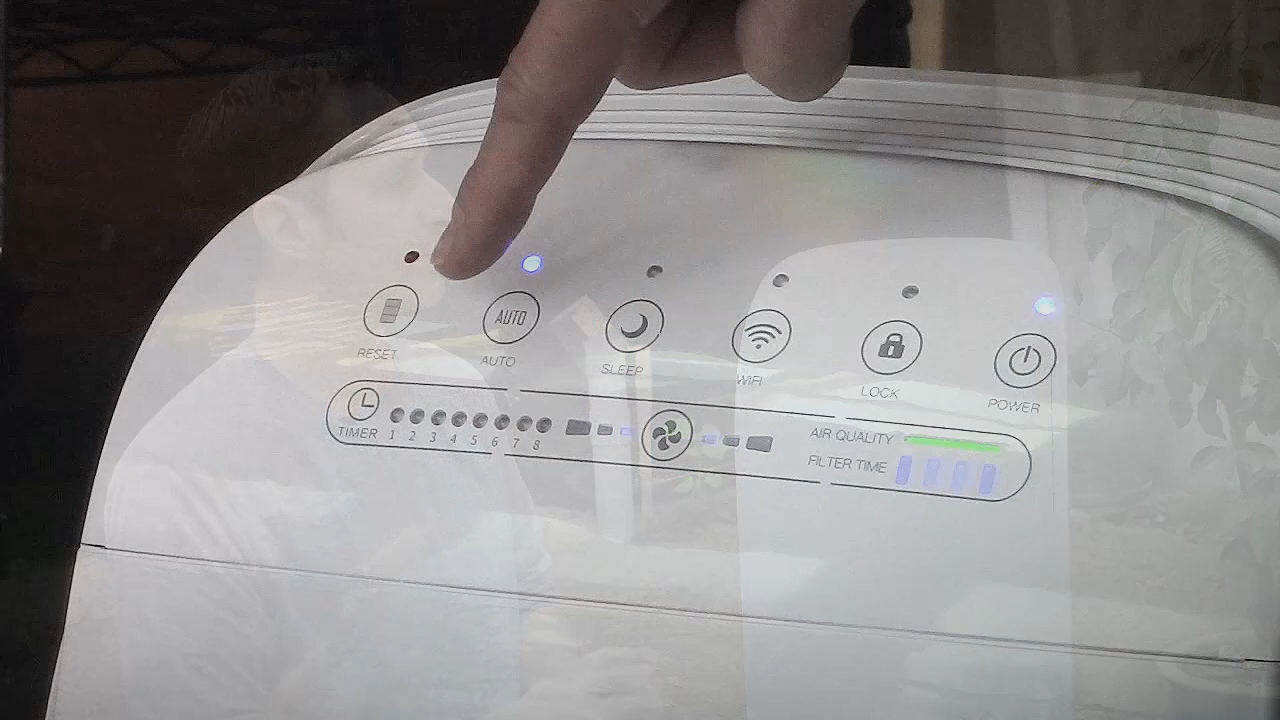 AUTO
RESET AUTO SLEEP WiFi LOCK POWER
TIMER 1 2 3 4 5 6 7 8
AIR QUALITY
FILTER TIME